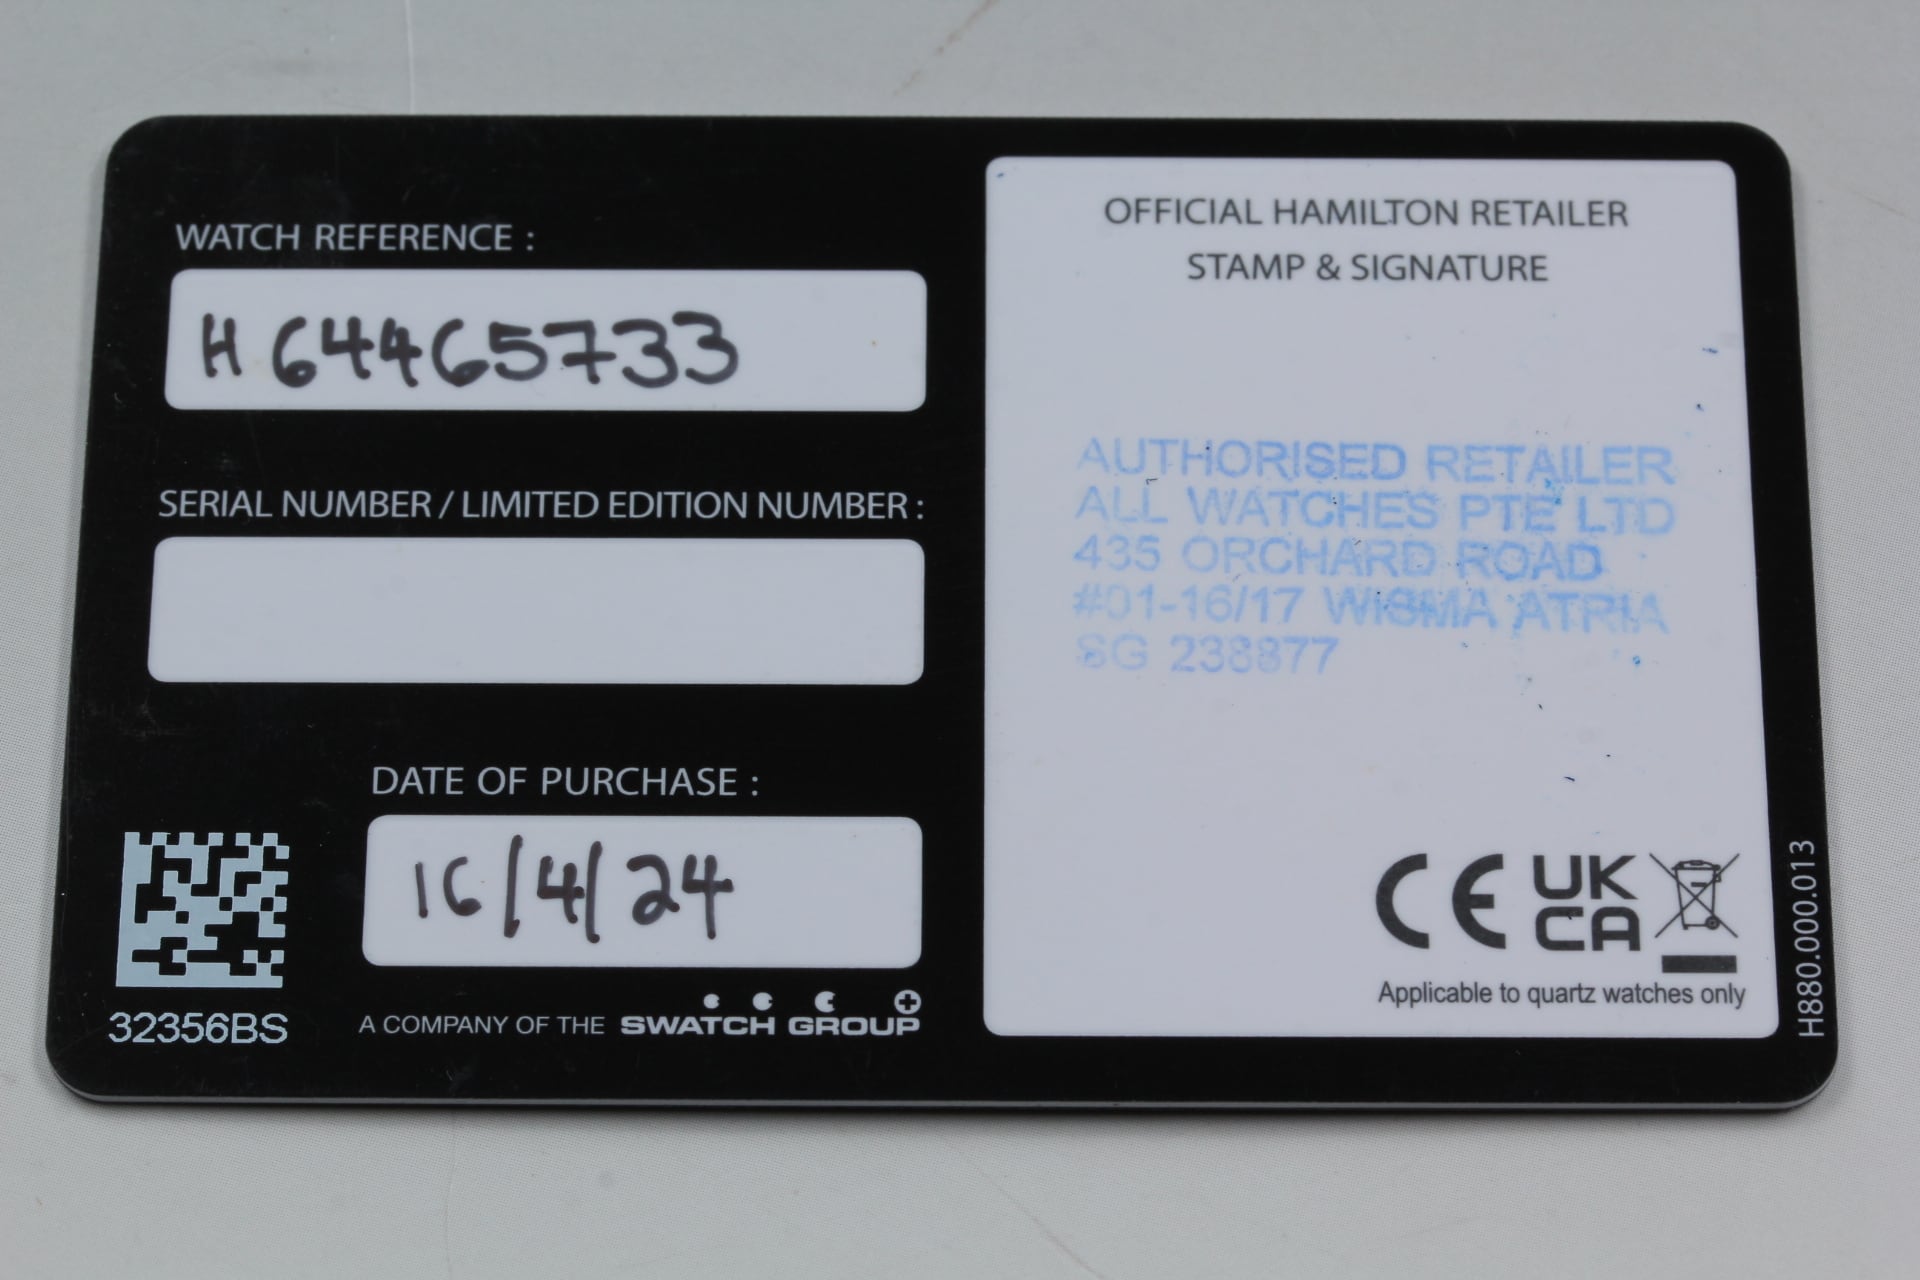 WATCH REFERENCE :
H64465733
SERIAL NUMBER / LIMITED EDITION NUMBER :
DATE OF PURCHASE :
16/4/24
32356BS
A COMPANY OF THE SWATCH GROUP
OFFICIAL HAMILTON RETAILER
STAMP & SIGNATURE
AUTHORISED RETAILER
ALL WATCHES PTE LTD
435 ORCHARD ROAD
#01-16/17 WISMA ATRIA
SG 238877
CE UK
CA
Applicable to quartz watches only
H880.000.013